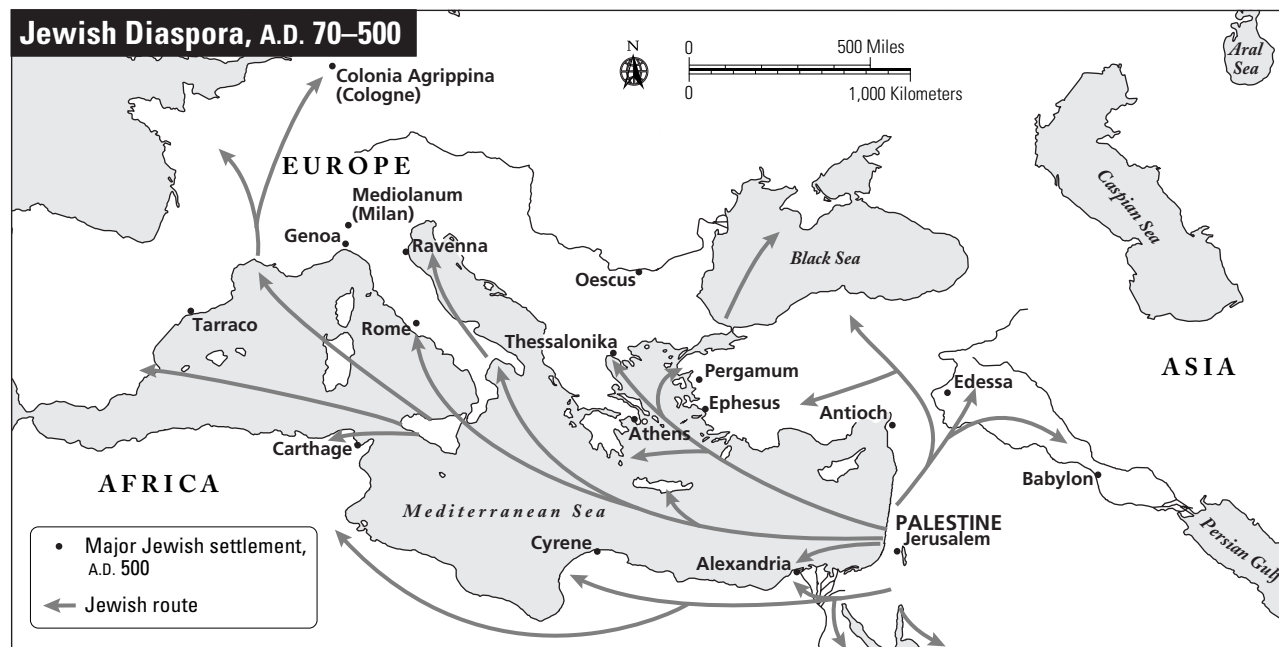 Jewish Diaspora, A.D. 70–500
N
0
500 Miles
0
1,000 Kilometers
Aral
Sea
Colonia Agrippina
(Cologne)
EUROPE
Mediolanum
(Milan)
Genoa
Ravenna
Caspian Sea
Black Sea
Oescus
Tarraco
Rome
Thessalonika
ASIA
Pergamum
Edessa
Ephesus
Antioch
Athens
Carthage
Babylon
AFRICA
Mediterranean Sea
PALESTINE
Jerusalem
Persian Gulf
Cyrene
Alexandria
Major Jewish settlement,
A.D. 500
Jewish route